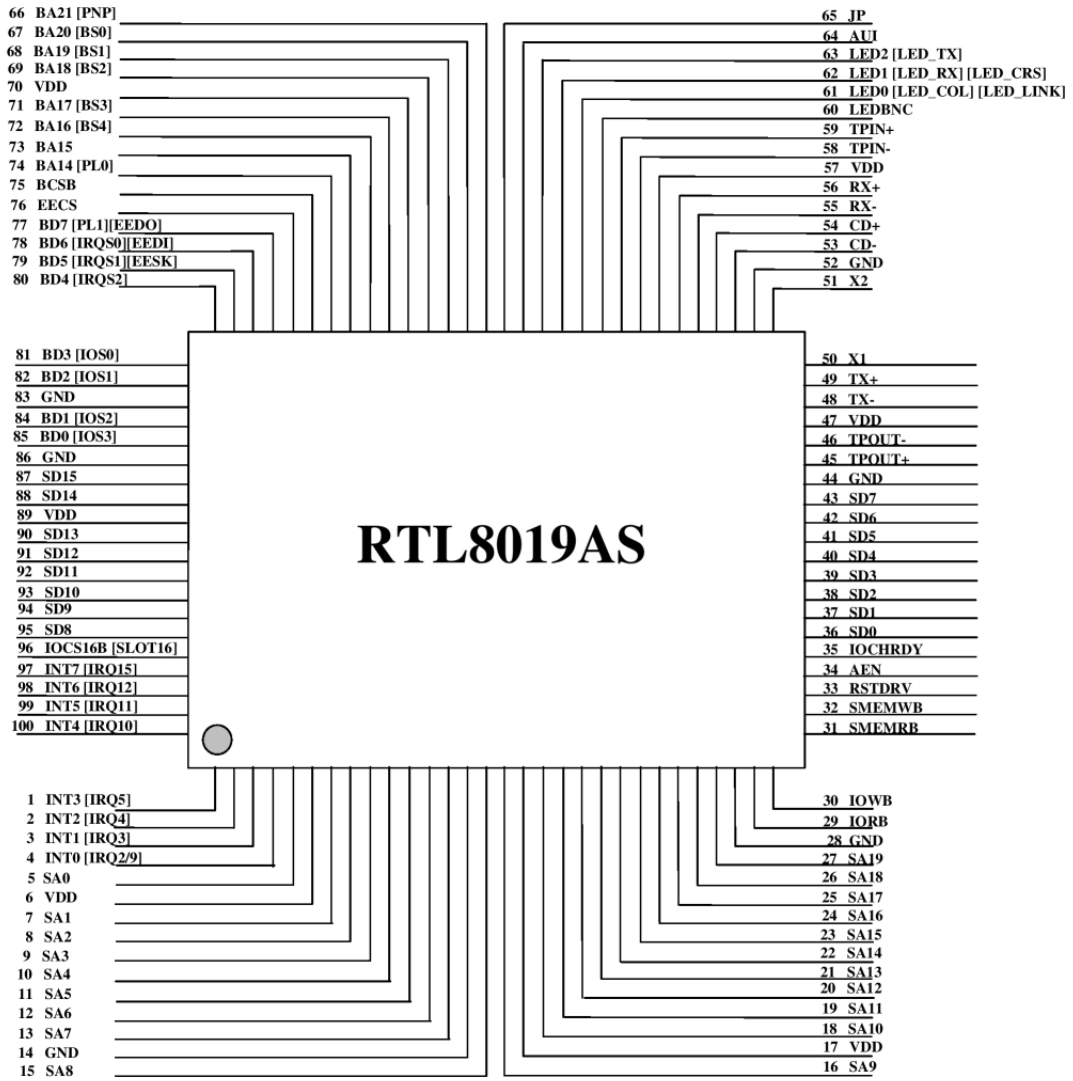 66 BA21 [PNP]
67 BA20 [BS0]
68 BA19 [BS1]
69 BA18 [BS2]
70 VDD
71 BA17 [BS3]
72 BA16 [BS4]
73 BA15
74 BA14 [PL0]
75 BCSB
76 EECS
77 BD7 [PL1][EEDO]
78 BD6 [IRQS0][EEDI]
79 BD5 [IRQS1][EESK]
80 BD4 [IRQS2]
65 JP
64 AUI
63 LED2 [LED_TX]
62 LED1 [LED_RX] [LED_CRS]
61 LED0 [LED_COL] [LED_LINK]
60 LEDBNC
59 TPIN+
58 TPIN-
57 VDD
56 RX+
55 RX-
54 CD+
53 CD-
52 GND
51 X2
81 BD3 [IOS0]
82 BD2 [IOS1]
83 GND
84 BD1 [IOS2]
85 BD0 [IOS3]
86 GND
87 SD15
88 SD14
89 VDD
90 SD13
91 SD12
92 SD11
93 SD10
94 SD9
95 SD8
96 IOCS16B [SLOT16]
97 INT7 [IRQ15]
98 INT6 [IRQ12]
99 INT5 [IRQ11]
100 INT4 [IRQ10]
RTL8019AS
50 X1
49 TX+
48 TX-
47 VDD
46 TPOUT-
45 TPOUT+
44 GND
43 SD7
42 SD6
41 SD5
40 SD4
39 SD3
38 SD2
37 SD1
36 SD0
35 IOCHRDY
34 AEN
33 RSTDRV
32 SMEMWB
31 SMEMRB
1 INT3 [IRQ5]
2 INT2 [IRQ4]
3 INT1 [IRQ3]
4 INT0 [IRQ2/9]
5 SA0
6 VDD
7 SA1
8 SA2
9 SA3
10 SA4
11 SA5
12 SA6
13 SA7
14 GND
15 SA8
30 IOWB
29 IORB
28 GND
27 SA19
26 SA18
25 SA17
24 SA16
23 SA15
22 SA14
21 SA13
20 SA12
19 SA11
18 SA10
17 VDD
16 SA9